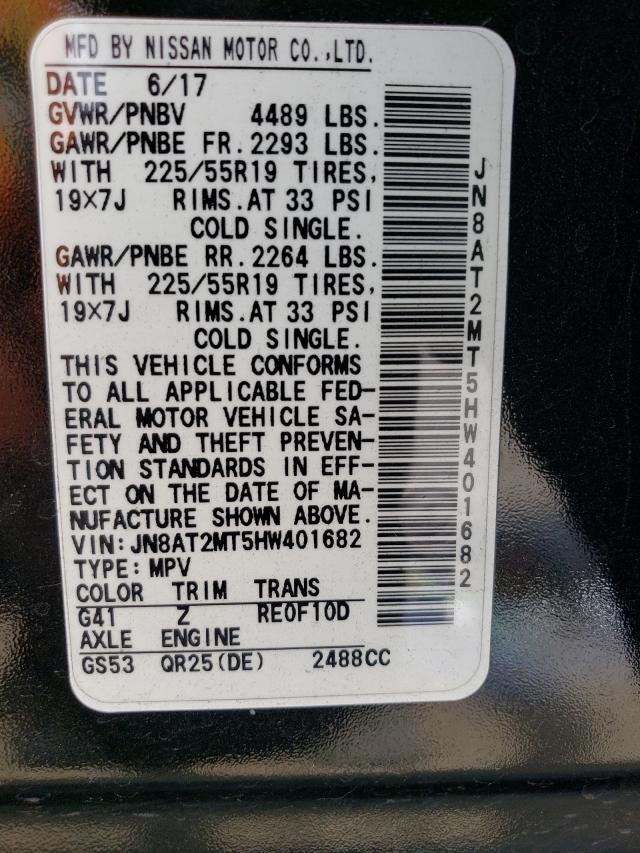 MFD BY NISSAN MOTOR CO.,LTD.
DATE 6/17
GVWR/PNBV 4489 LBS.
GAWR/PNBE FR.2293 LBS.
WITH 225/55R19 TIRES,
19×7J RIMS.AT 33 PSI
COLD SINGLE.
GAWR/PNBE RR.2264 LBS.
WITH 225/55R19 TIRES,
19×7J RIMS.AT 33 PSI
COLD SINGLE.
THIS VEHICLE CONFORMS
TO ALL APPLICABLE FED-
ERAL MOTOR VEHICLE SA-
FETY AND THEFT PREVEN-
TION STANDARDS IN EFF-
ECT ON THE DATE OF MA-
NUFACTURE SHOWN ABOVE.
VIN:JN8AT2MT5HW401682
TYPE:MPV
COLOR TRIM TRANS
G41 Z RE0F10D
AXLE ENGINE
GS53 QR25(DE) 2488CC
JN8AT2MT5HW401682